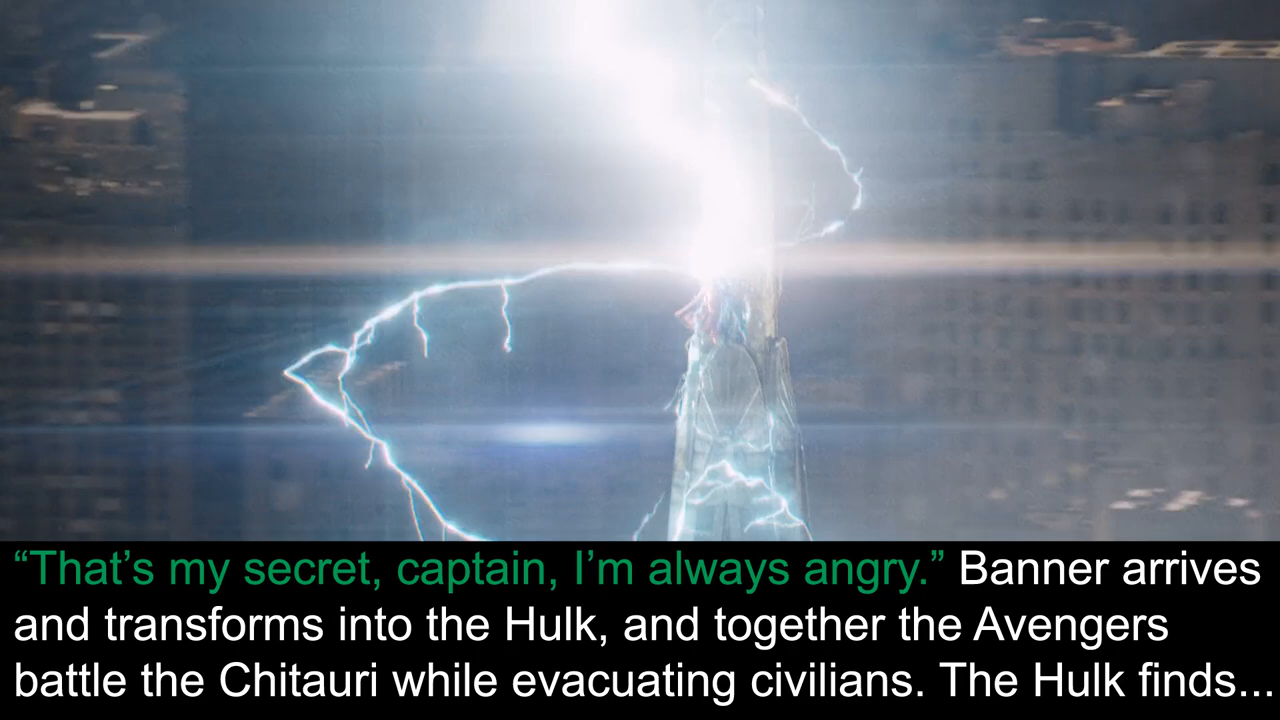 “That’s my secret, captain, I’m always angry.” Banner arrives
and transforms into the Hulk, and together the Avengers
battle the Chitauri while evacuating civilians. The Hulk finds...